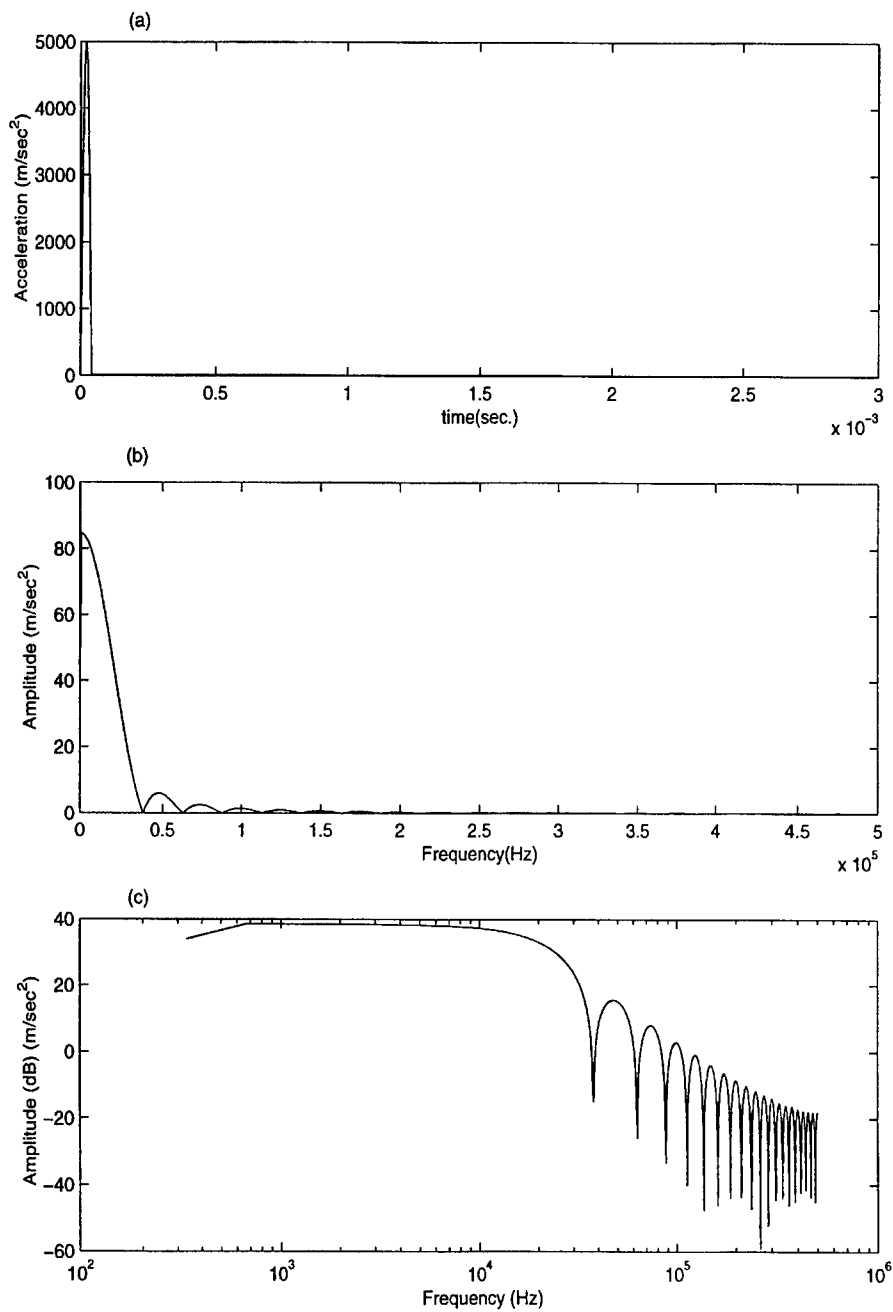 (a)
5000
4000
3000
2000
1000
0
Acceleration (m/sec²)
0 0.5 1 1.5 2 2.5 3
time(sec.)
x 10⁻³
(b)
100
80
60
40
20
0
Amplitude (m/sec²)
0 0.5 1 1.5 2 2.5 3 3.5 4 4.5 5
Frequency(Hz)
x 10⁵
(c)
40
20
0
−20
−40
−60
Amplitude (dB) (m/sec²)
10² 10³ 10⁴ 10⁵ 10⁶
Frequency (Hz)